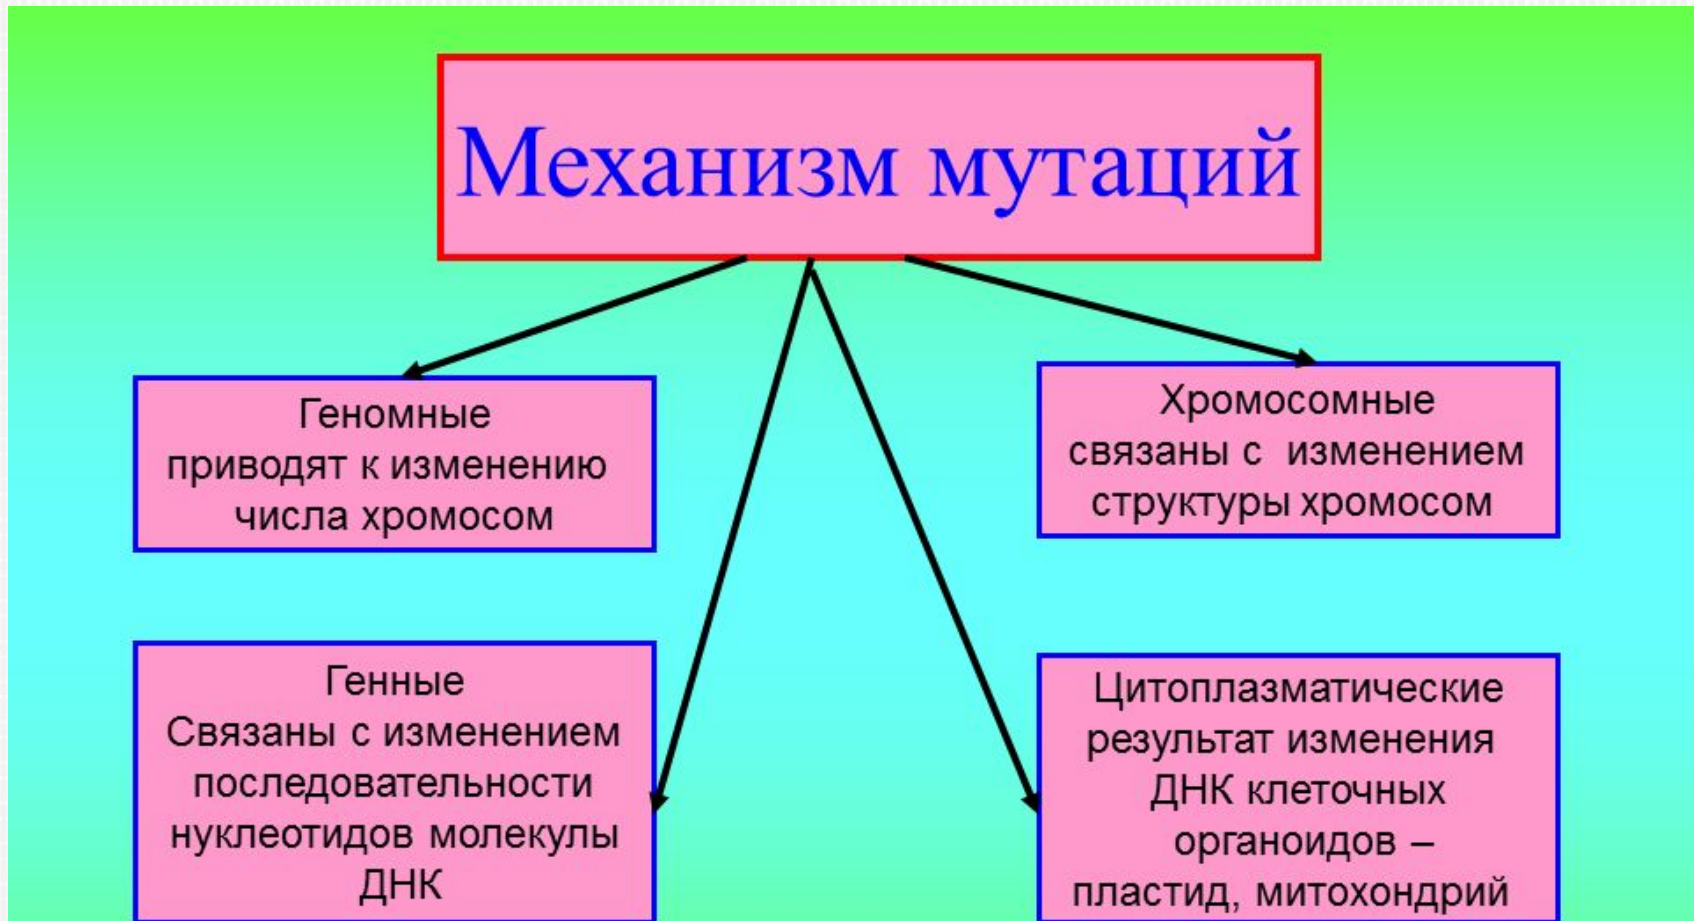 Механизм мутаций
Геномные
приводят к изменению
числа хромосом
Хромосомные
связаны с изменением
структуры хромосом
Генные
Связаны с изменением
последовательности
нуклеотидов молекулы
ДНК
Цитоплазматические
результат изменения
ДНК клеточных
органоидов –
пластид, митохондрий